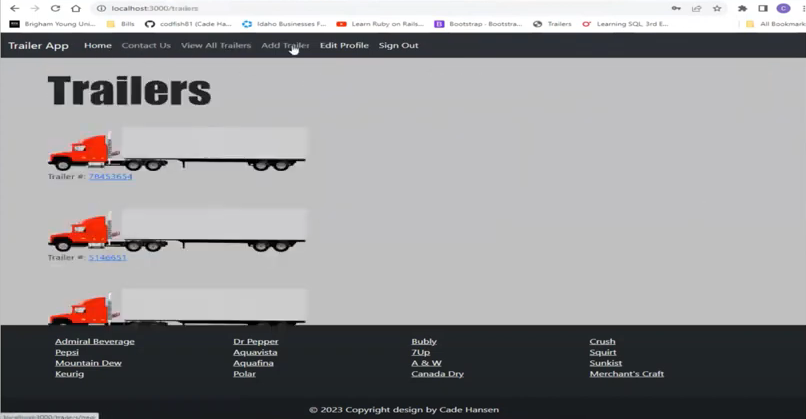 localhost:3000/trailers
Brigham Young Uni... Bills codfish81 (Cade Ha... Idaho Businesses F... Learn Ruby on Rails... Bootstrap · Bootstra... Trailers Learning SQL, 3rd E... All Bookmarks
Trailer App Home Contact Us View All Trailers Add Trailer Edit Profile Sign Out
Trailers
Trailer #: 78453654
Trailer #: 5146651
Admiral Beverage Dr Pepper Bubly Crush
Pepsi Aquavista 7Up Squirt
Mountain Dew Aquafina A & W Sunkist
Keurig Polar Canada Dry Merchant's Craft
© 2023 Copyright design by Cade Hansen
localhost:3000/trailers/new